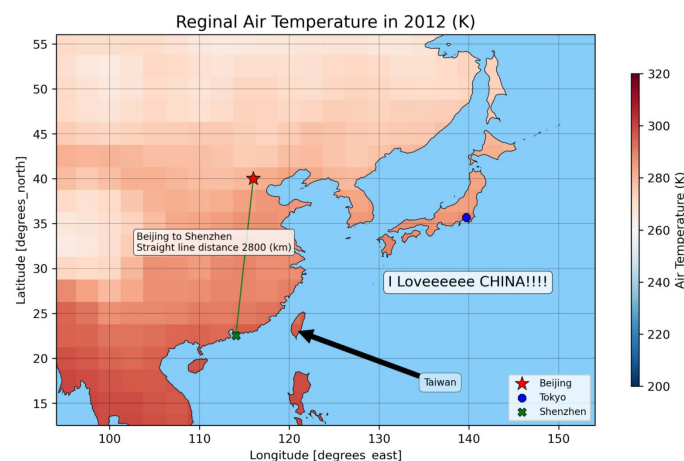 Reginal Air Temperature in 2012 (K)
55
50
45
40
35
30
25
20
15
Latitude [degrees_north]
Beijing to Shenzhen
Straight line distance 2800 (km)
I Loveeeeee CHINA!!!!
Taiwan
Beijing
Tokyo
Shenzhen
100
110
120
130
140
150
Longitude [degrees_east]
320
300
280
260
240
220
200
Air Temperature (K)